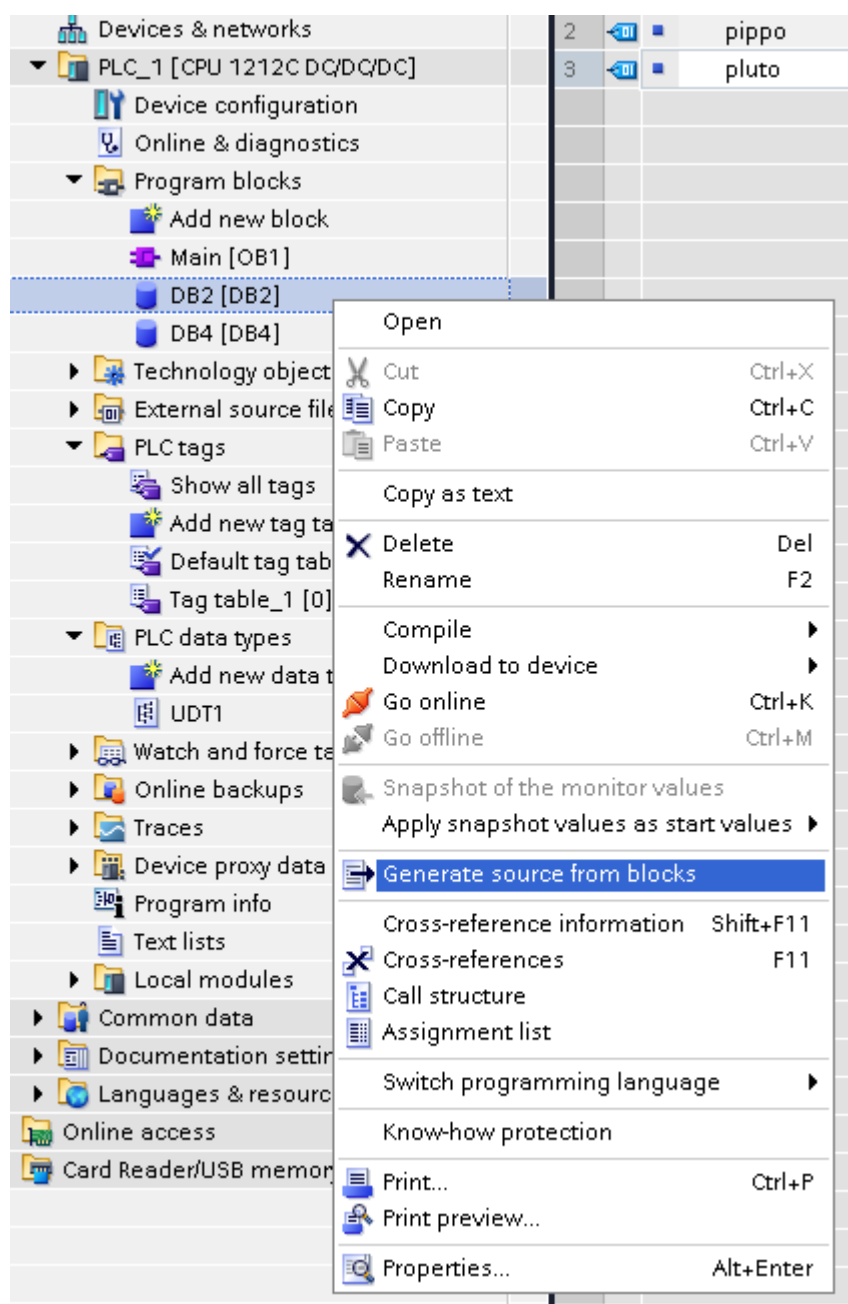 Devices & networks
2 pippo
PLC_1 [CPU 1212C DC/DC/DC]
3 pluto
Device configuration
Online & diagnostics
Program blocks
Add new block
Main [OB1]
DB2 [DB2]
DB4 [DB4]
Technology object
External source file
PLC tags
Show all tags
Add new tag ta
Default tag tab
Tag table_1 [0]
PLC data types
Add new data t
UDT1
Watch and force ta
Online backups
Traces
Device proxy data
Program info
Text lists
Local modules
Common data
Documentation settin
Languages & resourc
Online access
Card Reader/USB memory
Open
Cut Ctrl+X
Copy Ctrl+C
Paste Ctrl+V
Copy as text
Delete Del
Rename F2
Compile
Download to device
Go online Ctrl+K
Go offline Ctrl+M
Snapshot of the monitor values
Apply snapshot values as start values
Generate source from blocks
Cross-reference information Shift+F11
Cross-references F11
Call structure
Assignment list
Switch programming language
Know-how protection
Print... Ctrl+P
Print preview...
Properties... Alt+Enter